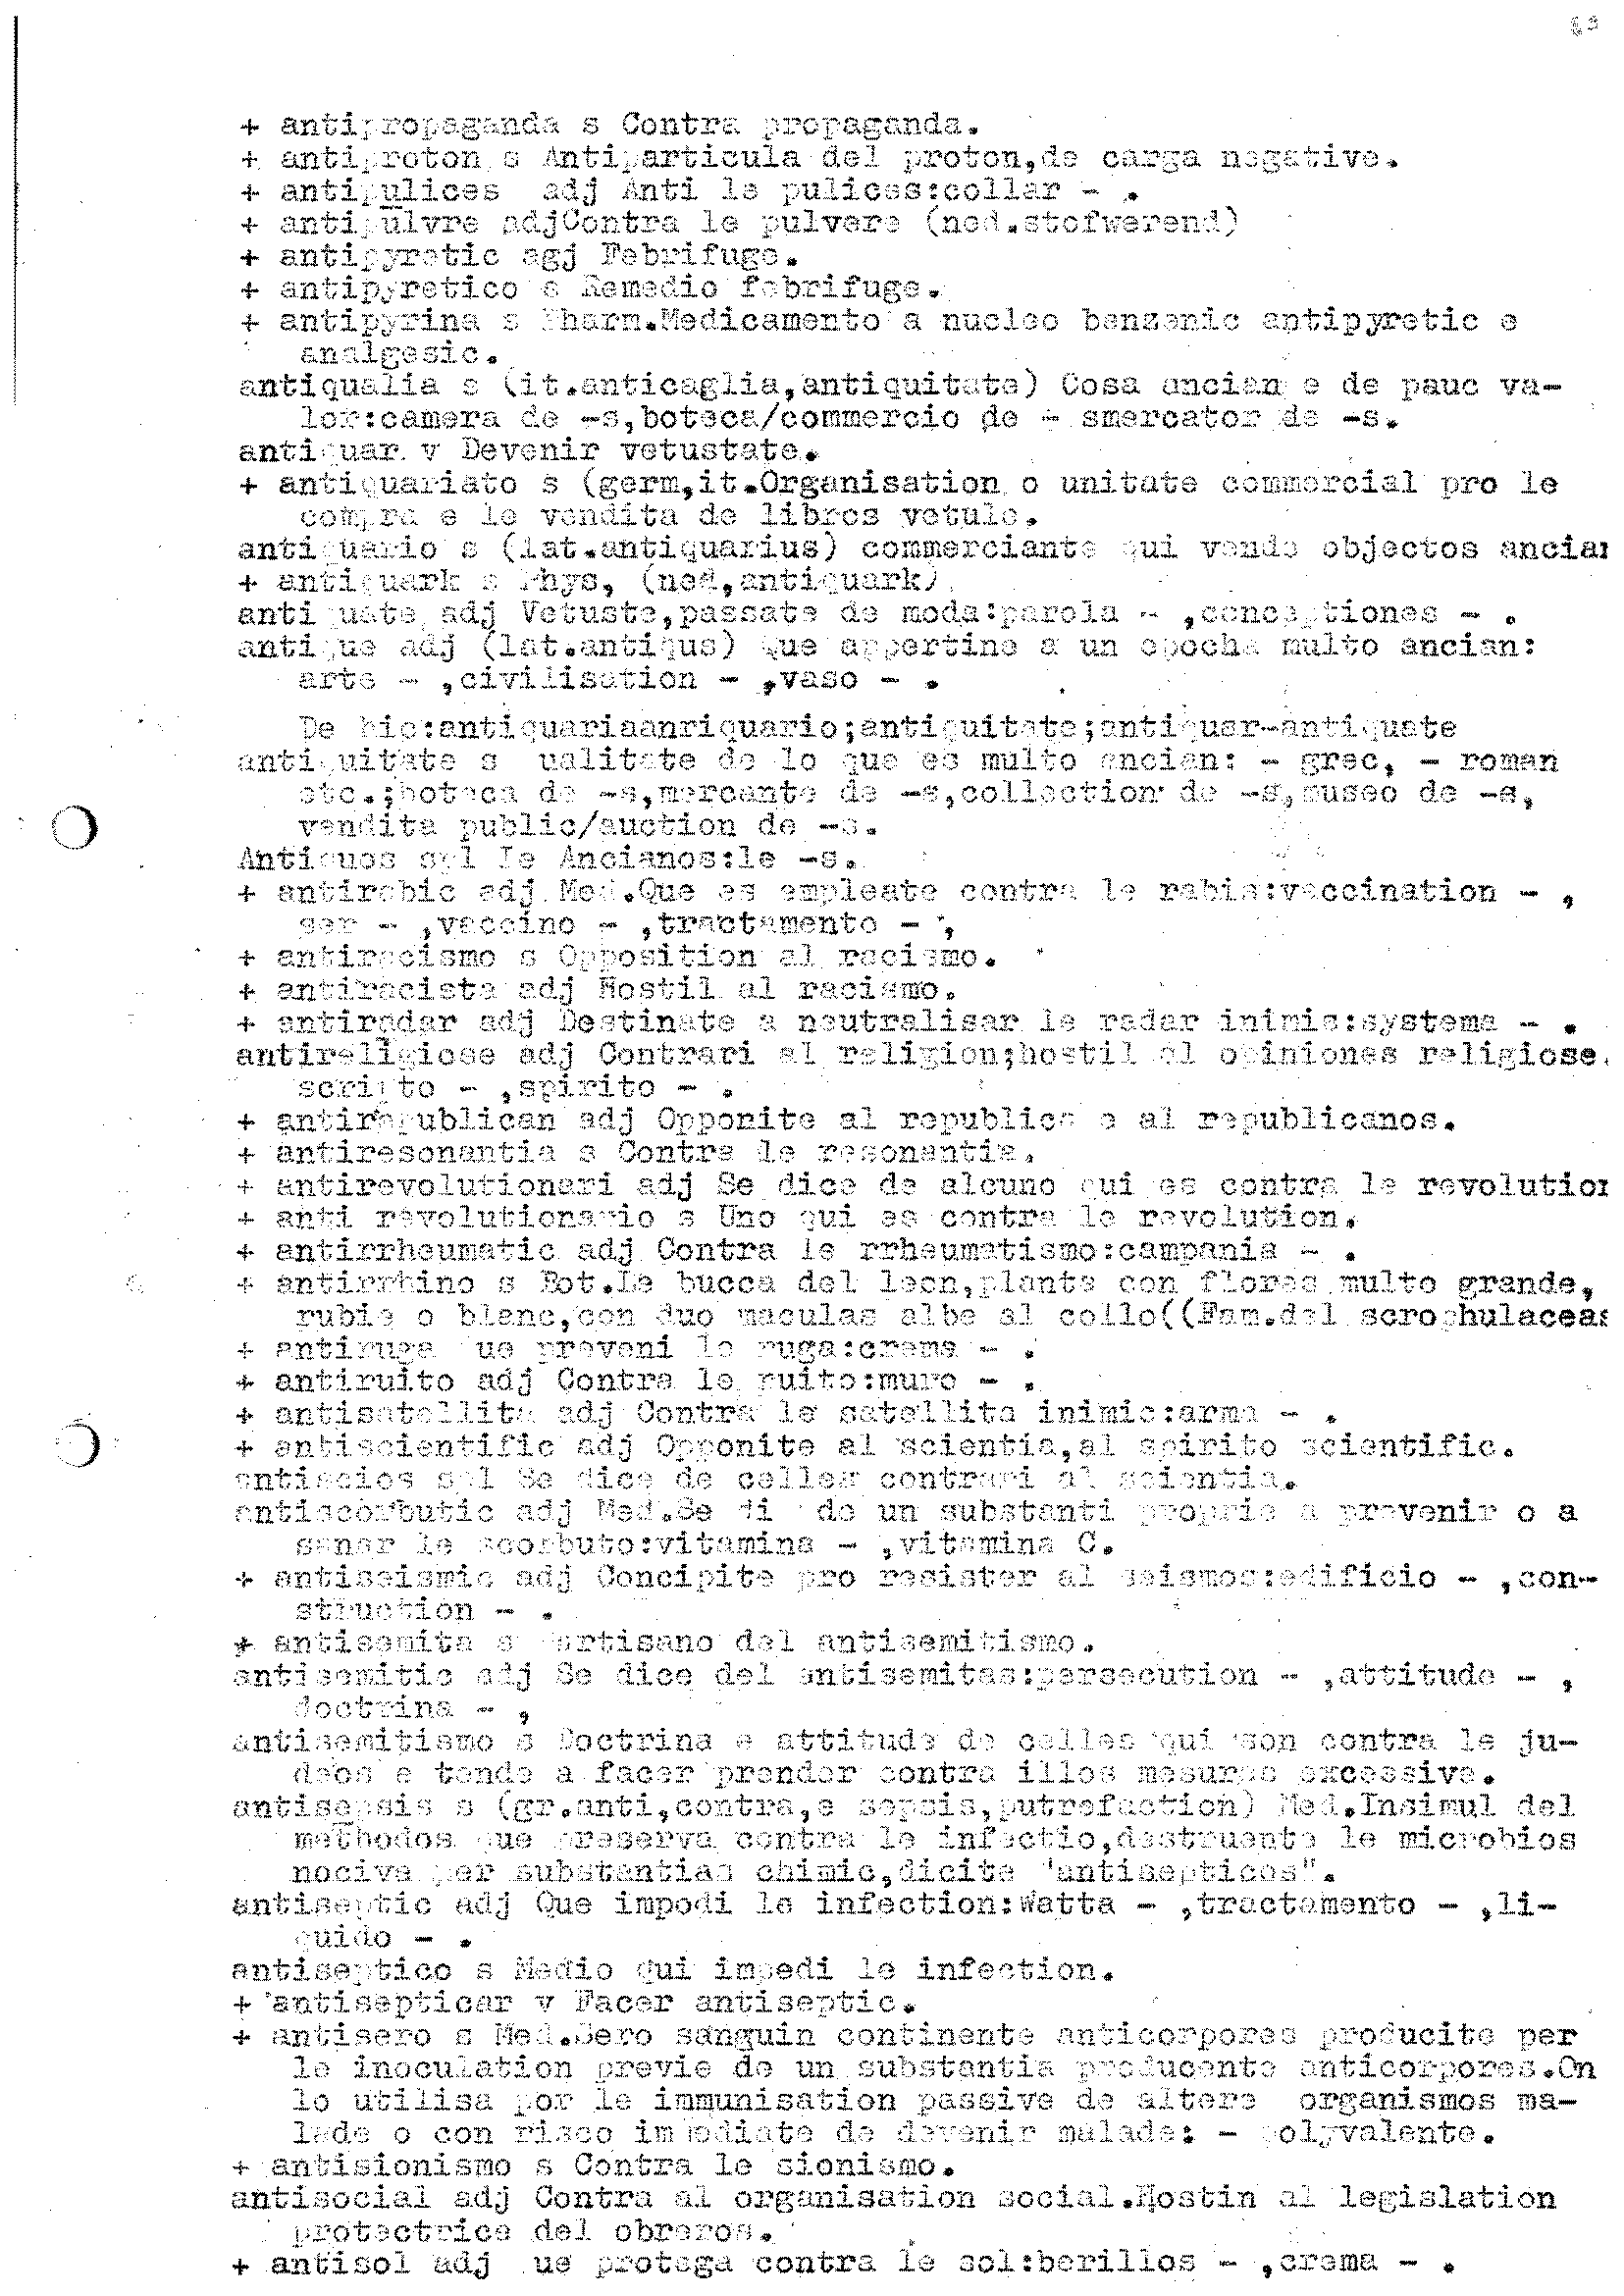 + antipropaganda s Contra propaganda.
+ antiproton s Antiparticula del proton,de carga negative.
+ antipulices adj Anti le pulices:collar - .
+ antipulvre adjContra le pulvere (ned.stofwerend)
+ antipyretic agj Febrifuge.
+ antipyretico s Remedio febrifuge.
+ antipyrina s Pharm.Medicamento a nucleo benzenic antipyretic e
analgesic.
antiqualia s (it.anticaglia,antiquitate) Cosa ancian e de pauc va-
lor:camera de -s,boteca/commercio de - smercator de -s.
antiquar v Devenir vetustate.
+ antiquariato s (germ,it.Organisation o unitate commercial pro le
compra e le vendita de libros vetule.
antiquario s (lat.antiquarius) commerciante qui vende objectos ancian
+ antiquark s Phys, (ned,antiquark)
antiquate adj Vetuste,passate de moda:parola - ,conceptiones - .
antique adj (lat.antiqus) Que appertine a un epocha multo ancian:
arte - ,civilisation - ,vaso - .
De hic:antiquariaanriquario;antiquitate;antiquar-antiquate
antiquitate s ualitate de lo que es multo ancian: - grec, - roman
etc.;boteca de -s,mercante de -s,collection de -s,museo de -s,
vendita public/auction de -s.
Antiquos spl Le Ancianos:le -s.
+ antirabic adj Med.Que es empleate contra le rabia:vaccination - ,
ser - ,vaccino - ,tractamento - ,
+ antiracismo s Opposition al racismo.
+ antiracista adj Hostil al racismo.
+ antiradar adj Destinate a neutralisar le radar inimic:systema - .
antireligiose adj Contrari al religion;hostil al opiniones religiose.
scripto - ,spirito - .
+ antirepublican adj Opponite al republica e al republicanos.
+ antiresonantia s Contra le resonantia.
+ antirevolutionari adj Se dice de alcuno qui es contra le revolution
+ anti revolutionario s Uno qui es contra le revolution.
+ antirrheumatic adj Contra le rrheumatismo:campania - .
+ antirrhino s Bot.Le bucca del leon,planta con flores multo grande,
rubie o blanc,con duo maculas albe al collo((Fam.del scrophulaceas
+ antiruga ue preveni le ruga:crema - .
+ antiruito adj Contra le ruito:muro - .
+ antisatellita adj Contra le satellite inimic:arma - .
+ antiscientific adj Opponite al scientia,al spirito scientific.
antiscios spl Se dice de celles contrari al scientia.
antiscorbutic adj Med.Se di de un substanti proprie a prevenir o a
sanar le scorbuto:vitamina - ,vitamina C.
+ antiseismic adj Concipite pro resister al seismos:edificio - ,con-
struction - .
+ antisemita s artisano del antisemitismo.
antisemitic adj Se dice del antisemitas:persecution - ,attitude - ,
doctrina - ,
antisemitismo s Doctrina e attitude de celles qui son contra le ju-
deos e tende a facer prender contra illos mesuras excessive.
antisepsis s (gr.anti,contra,e sepsis,putrefaction) Med.Insimul del
methodos que preserva contra le infectio,destruente le microbios
nocive per substantias chimic,dicite "antisepticos".
antiseptic adj Que impedi le infection:Watta - ,tractamento - ,li-
quido - .
antiseptico s Medio qui impedi le infection.
+ antisepticar v Facer antiseptic.
+ antisero s Med.Sero sanguin continente anticorpores producite per
le inoculation previe de un substantia producente anticorpores.On
lo utilisa por le immunisation passive de altere organismos ma-
lade o con risco immediate de devenir malade: - polyvalente.
+ antisionismo s Contra le sionismo.
antisocial adj Contra al organisation social.Hostin al legislation
protectrice del obreros.
+ antisol adj ue protega contra le sol:berillos - ,crema - .